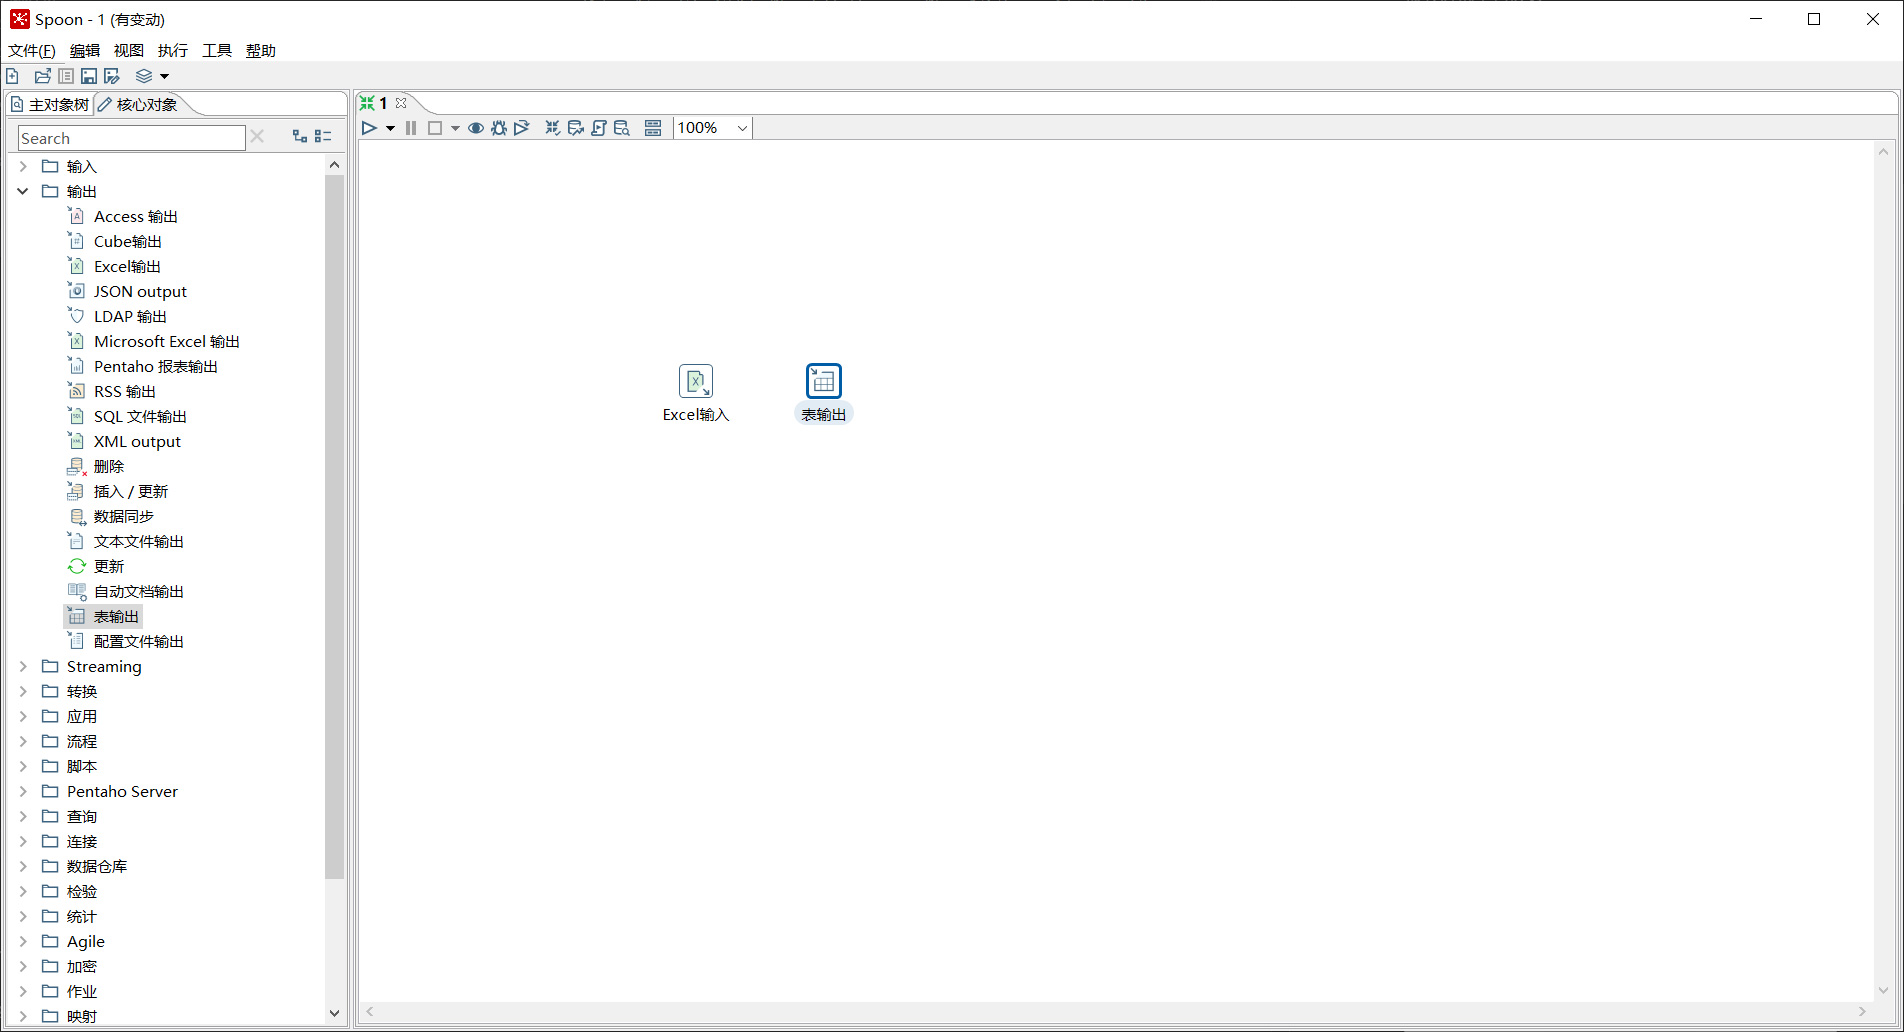 Spoon - 1 (有变动)
文件(F) 编辑 视图 执行 工具 帮助
主对象树 核心对象
Search
输入
输出
Access 输出
Cube输出
Excel输出
JSON output
LDAP 输出
Microsoft Excel 输出
Pentaho 报表输出
RSS 输出
SQL 文件输出
XML output
删除
插入 / 更新
数据同步
文本文件输出
更新
自动文档输出
表输出
配置文件输出
Streaming
转换
应用
流程
脚本
Pentaho Server
查询
连接
数据仓库
检验
统计
Agile
加密
作业
映射
1
100%
Excel输入
表输出